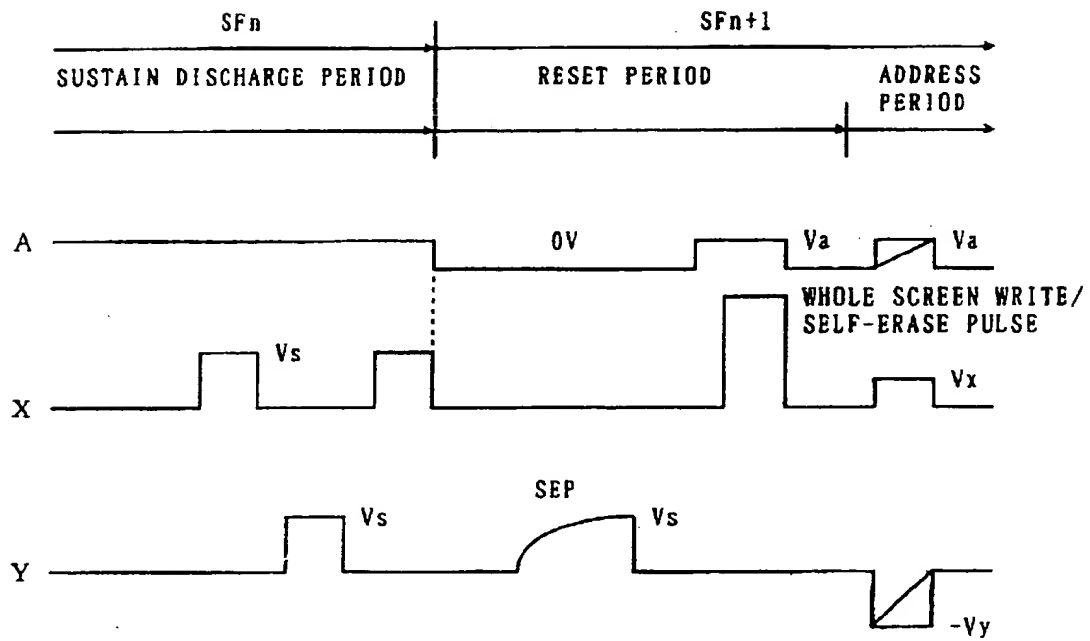 SFn
SFn+1
SUSTAIN DISCHARGE PERIOD
RESET PERIOD
ADDRESS
PERIOD
A
0V
Va
Va
WHOLE SCREEN WRITE/
SELF-ERASE PULSE
Vs
Vx
X
SEP
Vs
Vs
Y
-Vy